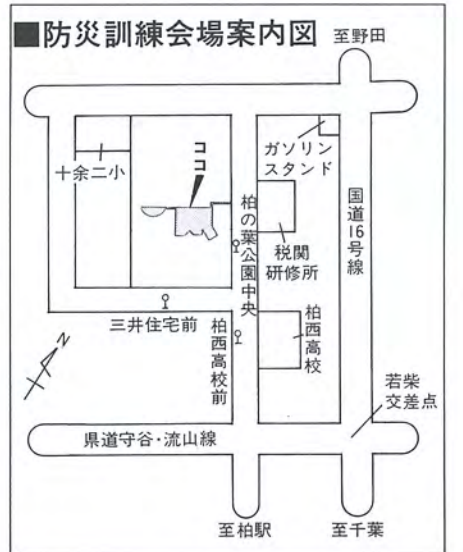 ■防災訓練会場案内図
至野田
ココ
ガソリン
スタンド
十余二小
国道16号線
柏の葉公園中央
税関
研修所
三井住宅前
柏西高校前
柏西高校
若柴
交差点
N
県道守谷・流山線
至柏駅
至千葉